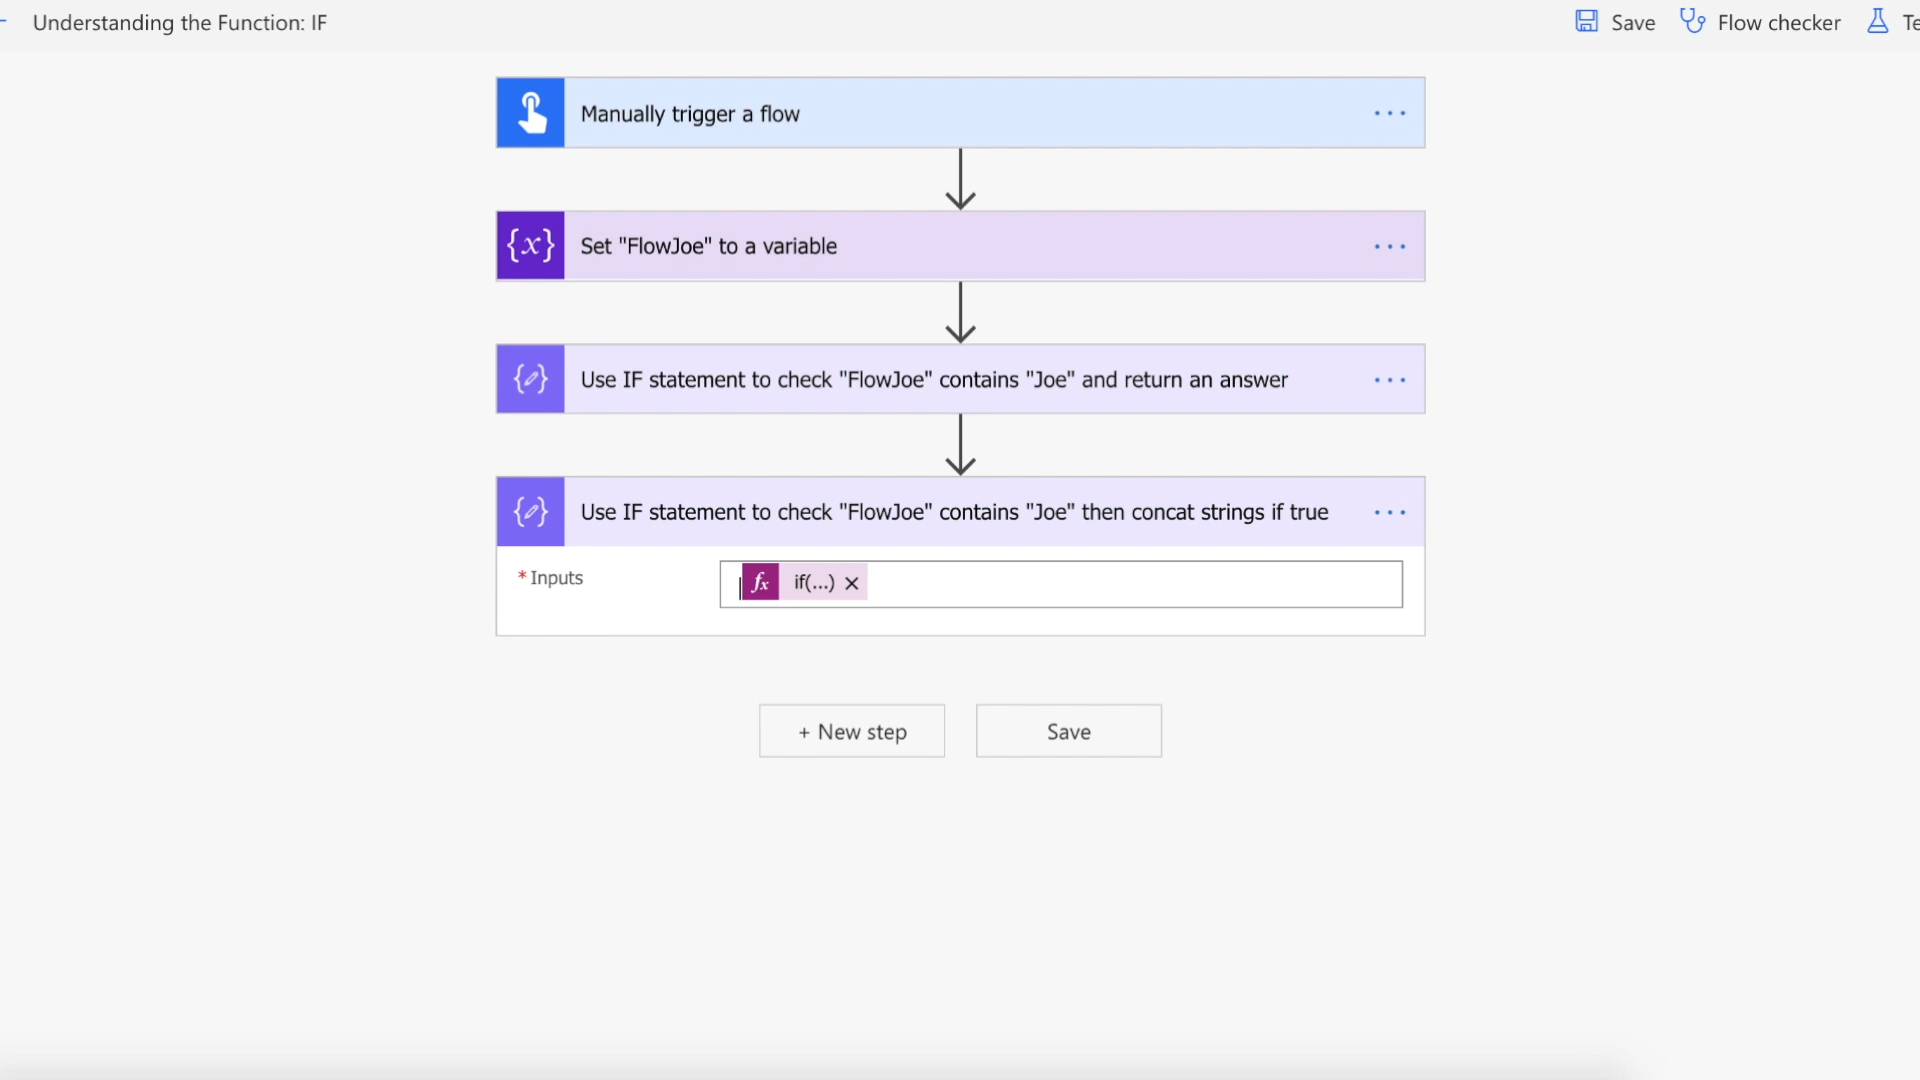 Understanding the Function: IF
Save
Flow checker
Te
Manually trigger a flow
{x} Set "FlowJoe" to a variable
Use IF statement to check "FlowJoe" contains "Joe" and return an answer
Use IF statement to check "FlowJoe" contains "Joe" then concat strings if true
* Inputs
fx if(...) ×
+ New step
Save